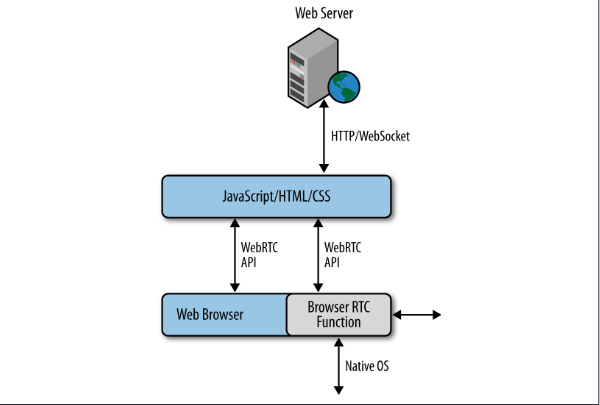 Web Server
HTTP/WebSocket
JavaScript/HTML/CSS
WebRTC
API
WebRTC
API
Web Browser
Browser RTC
Function
Native OS